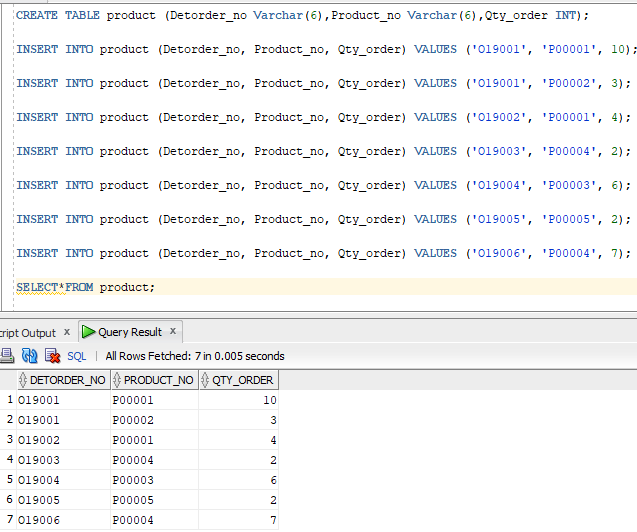 CREATE TABLE product (Detorder_no Varchar(6),Product_no Varchar(6),Qty_order INT);
INSERT INTO product (Detorder_no, Product_no, Qty_order) VALUES ('O19001', 'P00001', 10);
INSERT INTO product (Detorder_no, Product_no, Qty_order) VALUES ('O19001', 'P00002', 3);
INSERT INTO product (Detorder_no, Product_no, Qty_order) VALUES ('O19002', 'P00001', 4);
INSERT INTO product (Detorder_no, Product_no, Qty_order) VALUES ('O19003', 'P00004', 2);
INSERT INTO product (Detorder_no, Product_no, Qty_order) VALUES ('O19004', 'P00003', 6);
INSERT INTO product (Detorder_no, Product_no, Qty_order) VALUES ('O19005', 'P00005', 2);
INSERT INTO product (Detorder_no, Product_no, Qty_order) VALUES ('O19006', 'P00004', 7);
SELECT*FROM product;
cript Output x Query Result x
SQL | All Rows Fetched: 7 in 0.005 seconds
DETORDER_NO PRODUCT_NO QTY_ORDER
1 O19001 P00001 10
2 O19001 P00002 3
3 O19002 P00001 4
4 O19003 P00004 2
5 O19004 P00003 6
6 O19005 P00005 2
7 O19006 P00004 7